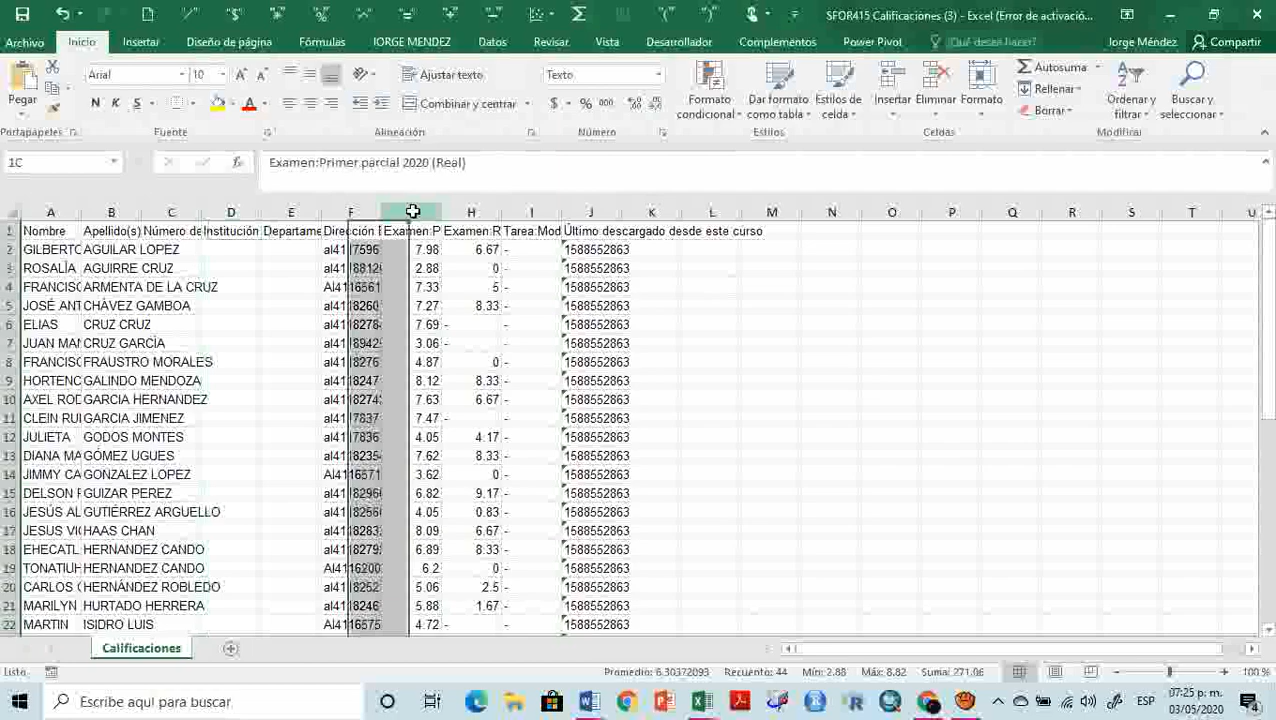 SFOR415 Calificaciones (3) - Excel (Error de activació...
Archivo Inicio Insertar Diseño de página Fórmulas JORGE MENDEZ Datos Revisar Vista Desarrollador Complementos Power Pivot ¿Qué desea hacer? Jorge Méndez Compartir
Pegar
Arial 10
N K S
Ajustar texto
Combinar y centrar
Texto
$ % 000
Formato condicional
Dar formato como tabla
Estilos de celda
Insertar Eliminar Formato
Autosuma
Rellenar
Borrar
Ordenar y filtrar
Buscar y seleccionar
Portapapeles Fuente Alineación Número Estilos Celdas Modificar
1C
Examen:Primer parcial 2020 (Real)
A B C D E F H I J K L M N O P Q R S T U
1 Nombre Apellido(s) Número de Institución Departame Examen:P Examen:R Tarea:Mod Último descargado desde este curso
2 GILBERTO AGUILAR LOPEZ 7.98 6.67 - 1588552863
3 ROSALÍA AGUIRRE CRUZ 2.88 0 - 1588552863
4 FRANCISC ARMENTA DE LA CRUZ 7.33 5 - 1588552863
5 JOSÉ ANT CHÁVEZ GAMBOA 7.27 8.33 - 1588552863
6 ELIAS CRUZ CRUZ 7.69 - - 1588552863
7 JUAN MAN CRUZ GARCÍA 3.06 - - 1588552863
8 FRANCISC FRAUSTRO MORALES 4.87 0 - 1588552863
9 HORTENC GALINDO MENDOZA 8.12 8.33 - 1588552863
10 AXEL ROD GARCIA HERNANDEZ 7.63 6.67 - 1588552863
11 CLEIN RUI GARCIA JIMENEZ 7.47 - - 1588552863
12 JULIETA GODOS MONTES 4.05 4.17 - 1588552863
13 DIANA MA GÓMEZ UGUES 7.62 8.33 - 1588552863
14 JIMMY CA GONZALEZ LOPEZ 3.62 0 - 1588552863
15 DELSON F GUIZAR PEREZ 6.82 9.17 - 1588552863
16 JESÚS AL GUTIÉRREZ ARGUELLO 4.05 0.83 - 1588552863
17 JESUS VIC HAAS CHAN 8.09 6.67 - 1588552863
18 EHECATL HERNANDEZ CANDO 6.89 8.33 - 1588552863
19 TONATIUH HERNANDEZ CANDO 6.2 0 - 1588552863
20 CARLOS HERNÁNDEZ ROBLEDO 5.06 2.5 - 1588552863
21 MARILYN HURTADO HERRERA 5.88 1.67 - 1588552863
22 MARTIN ISIDRO LUIS 4.72 - - 1588552863
Calificaciones
Listo Promedio: 6.30372093 Recuento: 44 Mín: 2.88 Máx: 8.82 Suma: 271.06 100 %
Escribe aquí para buscar
ESP
07:25 p. m.
03/05/2020
4